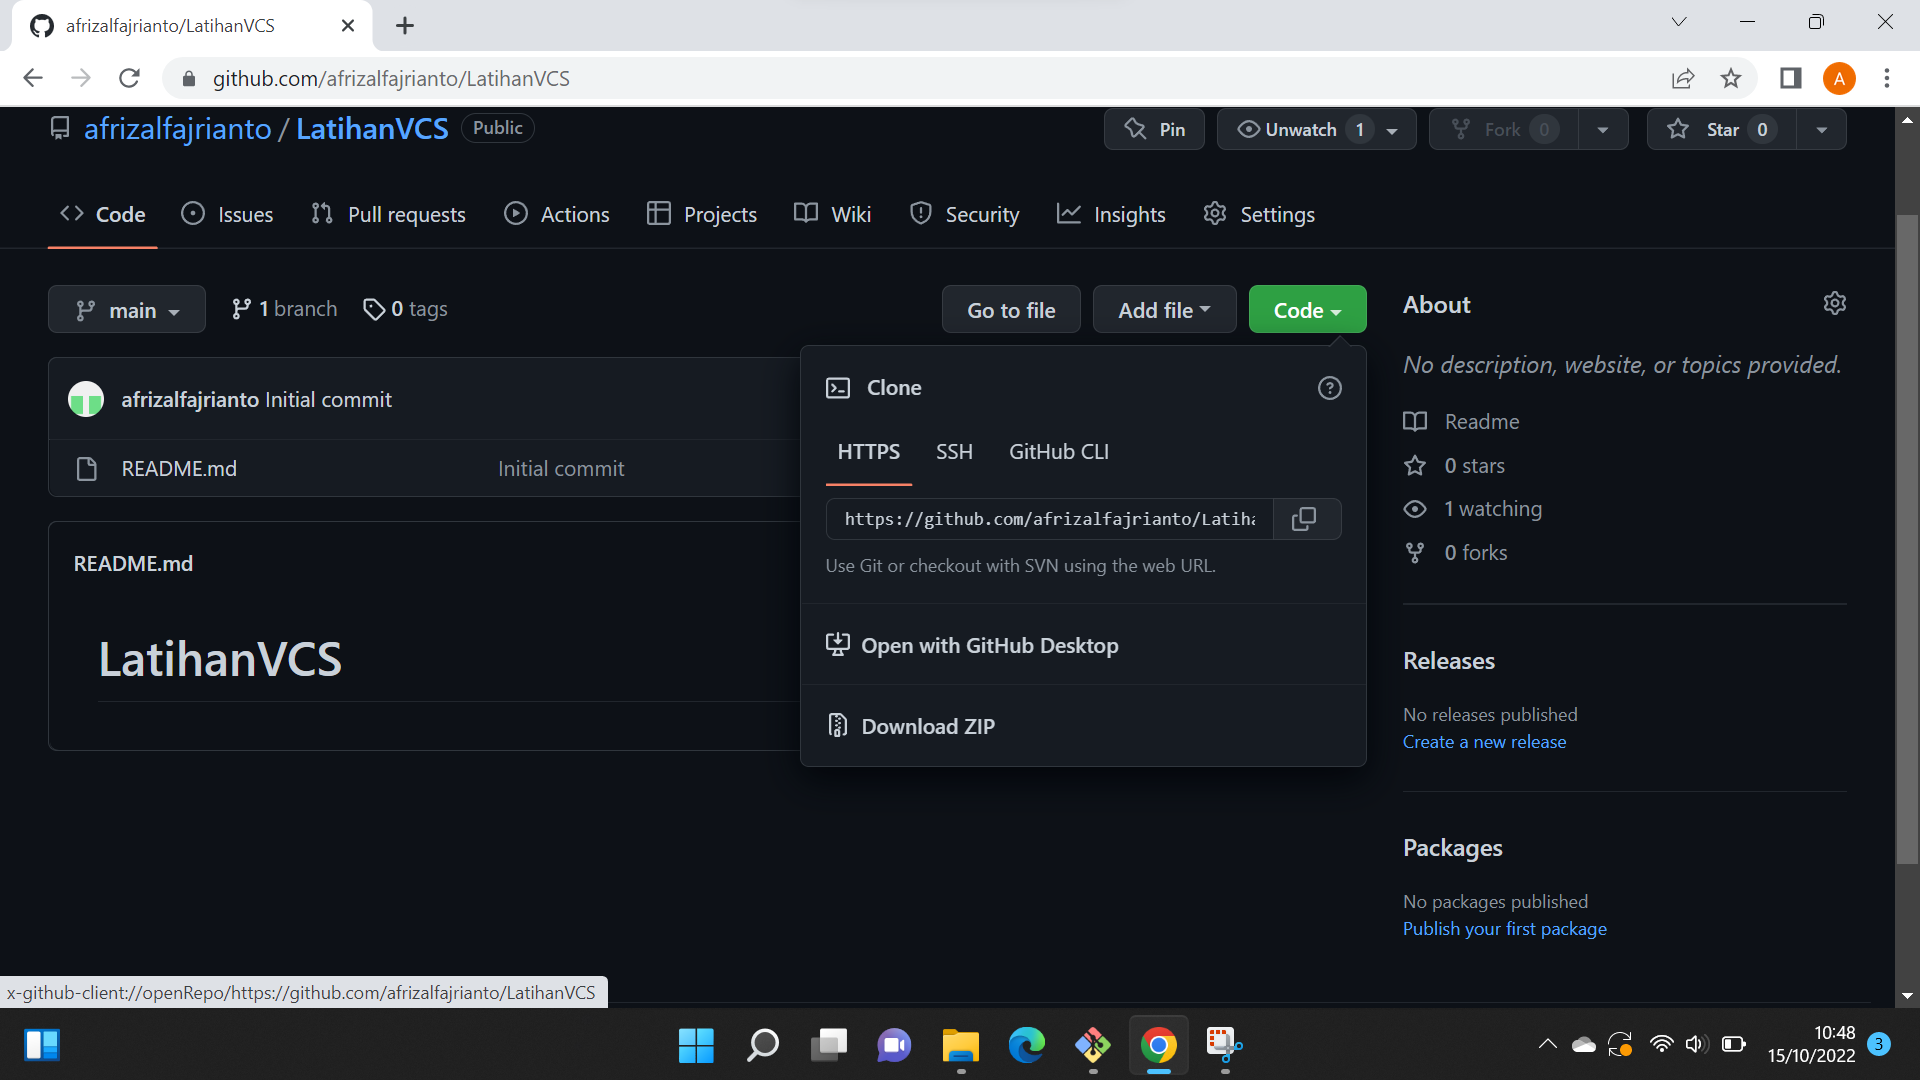 afrizalfajrianto/LatihanVCS
github.com/afrizalfajrianto/LatihanVCS
A
afrizalfajrianto / LatihanVCS Public
Pin
Unwatch 1
Fork 0
Star 0
Code
Issues
Pull requests
Actions
Projects
Wiki
Security
Insights
Settings
main
1 branch
0 tags
Go to file
Add file
Code
afrizalfajrianto Initial commit
README.md Initial commit
README.md
LatihanVCS
Clone
HTTPS SSH GitHub CLI
https://github.com/afrizalfajrianto/Latiha
Use Git or checkout with SVN using the web URL.
Open with GitHub Desktop
Download ZIP
About
No description, website, or topics provided.
Readme
0 stars
1 watching
0 forks
Releases
No releases published
Create a new release
Packages
No packages published
Publish your first package
x-github-client://openRepo/https://github.com/afrizalfajrianto/LatihanVCS
10:48
15/10/2022
3